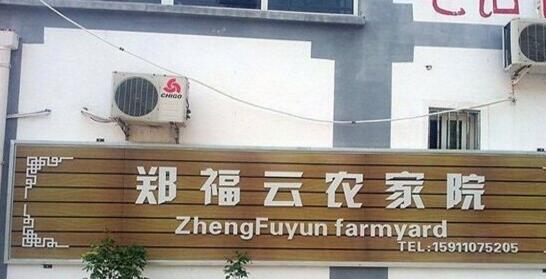 CHIGO
郑福云农家院
ZhengFuyun farmyard
TEL:15911075205